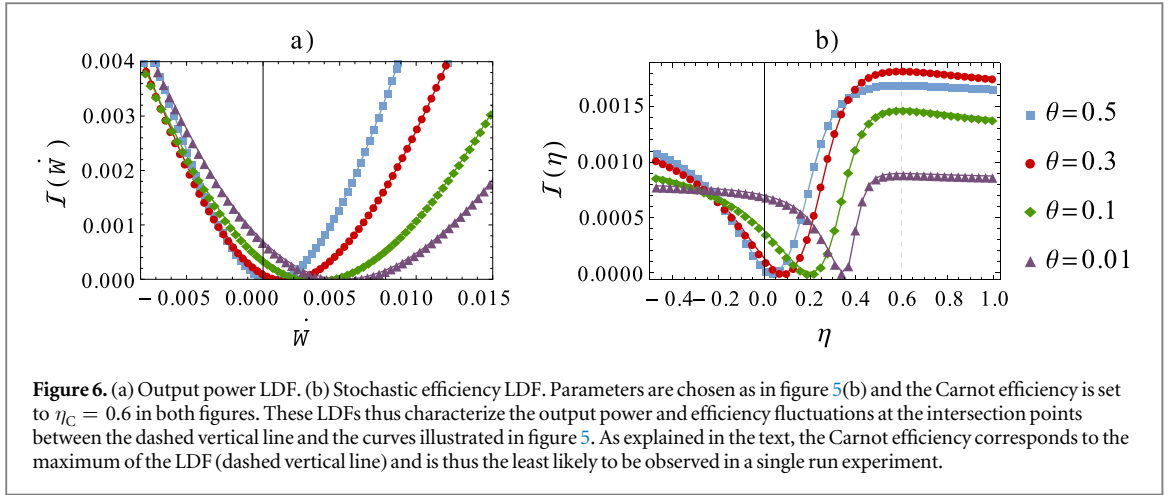 a)
b)
0.004
0.003
0.002
0.001
0.000
I(Ẇ)
−0.005 0.000 0.005 0.010 0.015
Ẇ
0.0015
0.0010
0.0005
0.0000
I(η)
−0.4 −0.2 0.0 0.2 0.4 0.6 0.8 1.0
η
θ=0.5
θ=0.3
θ=0.1
θ=0.01
Figure 6. (a) Output power LDF. (b) Stochastic efficiency LDF. Parameters are chosen as in figure 5(b) and the Carnot efficiency is set
to ηC = 0.6 in both figures. These LDFs thus characterize the output power and efficiency fluctuations at the intersection points
between the dashed vertical line and the curves illustrated in figure 5. As explained in the text, the Carnot efficiency corresponds to the
maximum of the LDF (dashed vertical line) and is thus the least likely to be observed in a single run experiment.